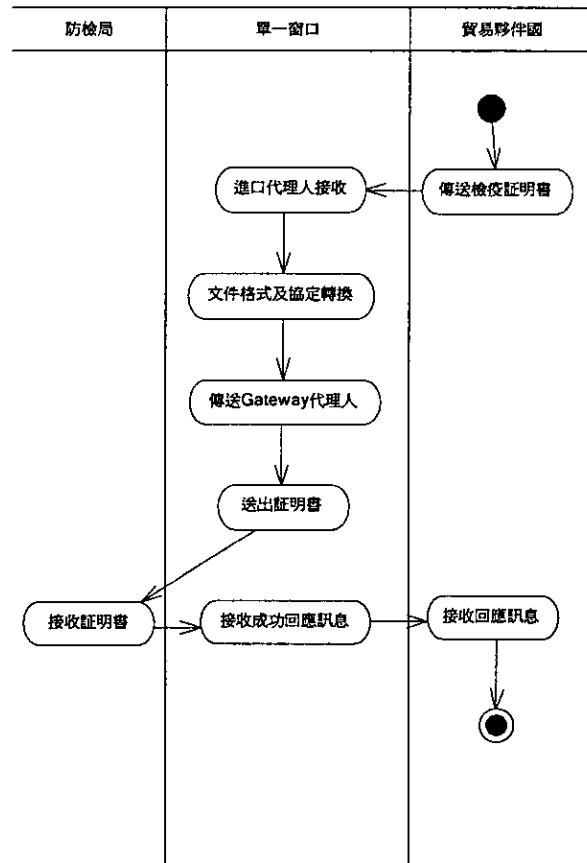 防檢局
單一窗口
貿易夥伴國
傳送檢疫証明書
進口代理人接收
文件格式及協定轉換
傳送Gateway代理人
送出証明書
接收証明書
接收成功回應訊息
接收回應訊息